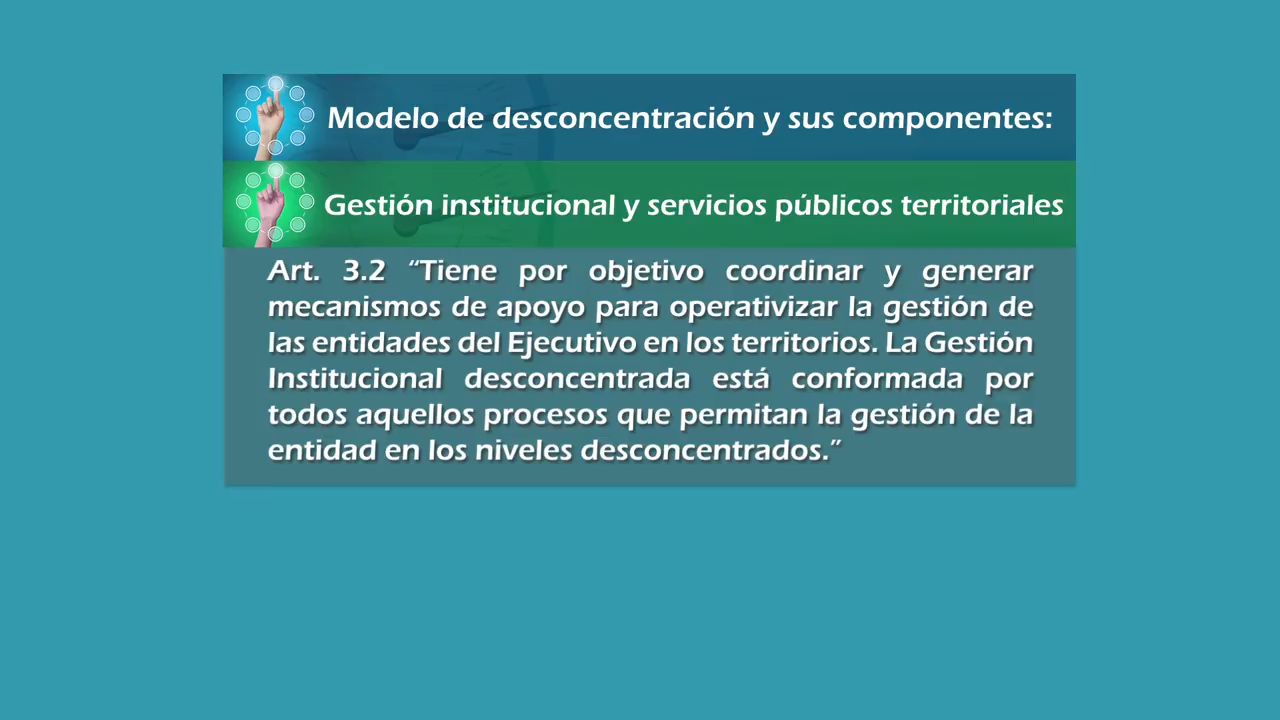 Modelo de desconcentración y sus componentes:
Gestión institucional y servicios públicos territoriales
Art. 3.2 “Tiene por objetivo coordinar y generar
mecanismos de apoyo para operativizar la gestión de
las entidades del Ejecutivo en los territorios. La Gestión
Institucional desconcentrada está conformada por
todos aquellos procesos que permitan la gestión de la
entidad en los niveles desconcentrados.”